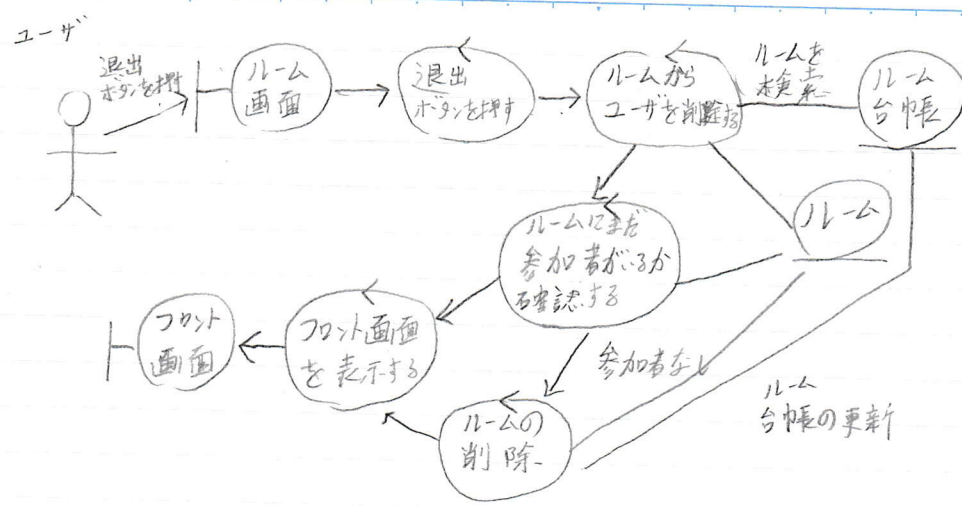 ユーザ
退出
ボタンを押す
ルーム
画面
退出
ボタンを押す
ルームから
ユーザを削除する
ルームを
検索
ルーム
台帳
ルームにまだ
参加者がいるか
確認する
ルーム
フロント
画面
フロント画面
を表示する
参加者なし
ルームの
削除
ルーム
台帳の更新